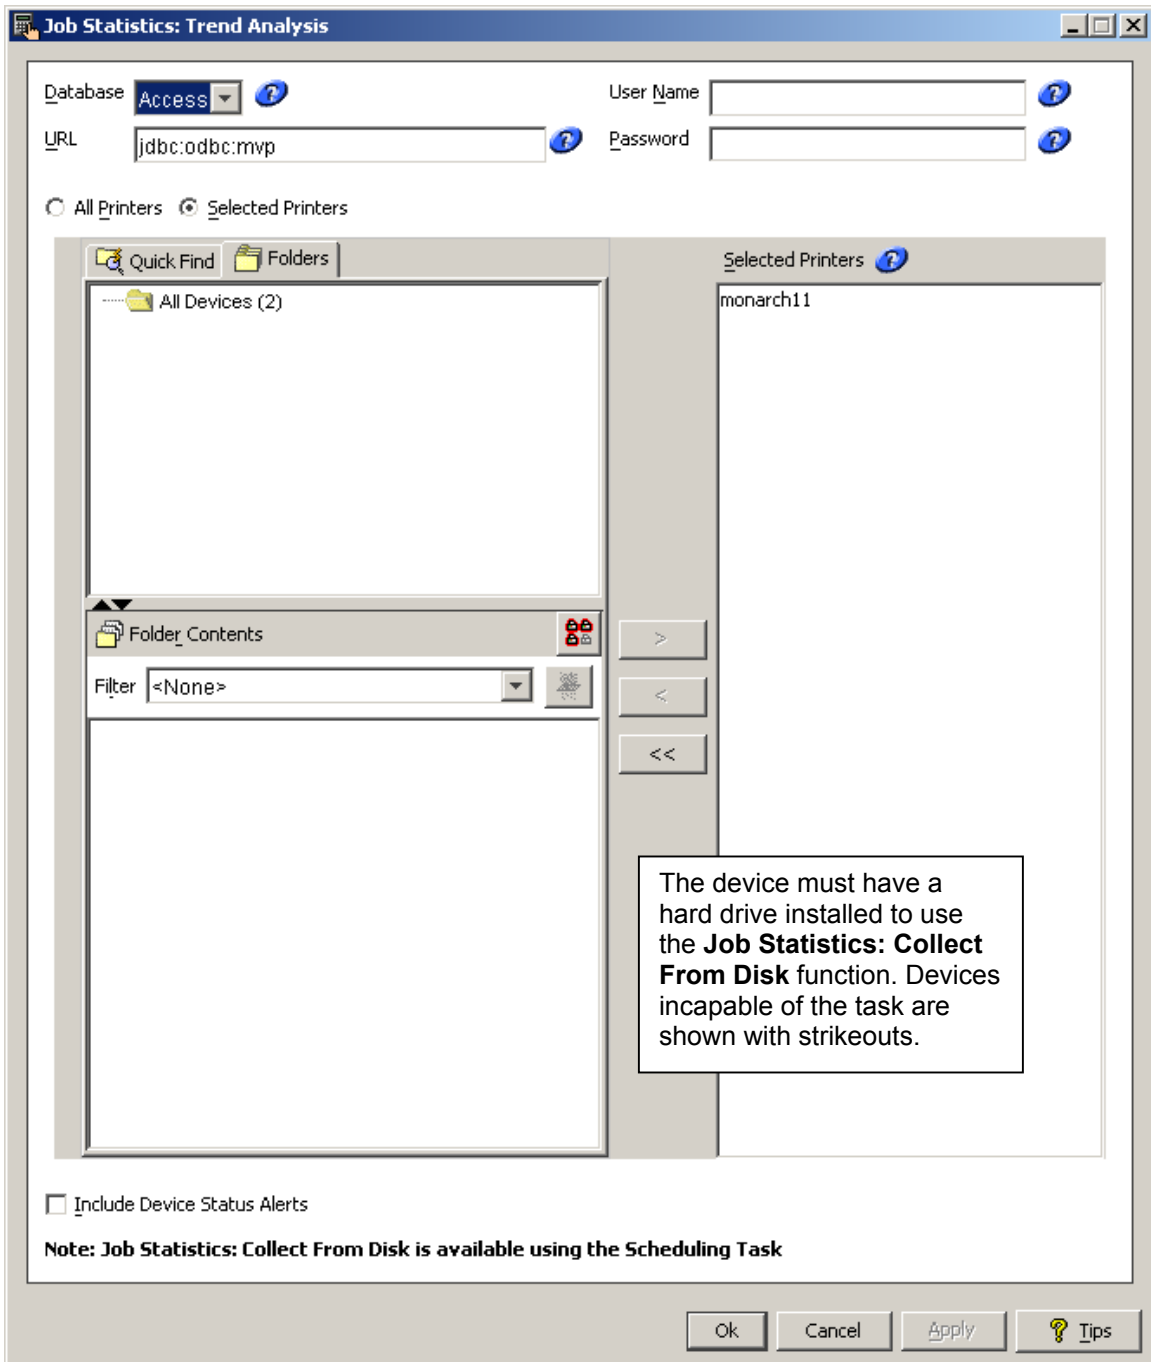 Job Statistics: Trend Analysis
Database Access User Name
URL jdbc:odbc:mvp Password
All Printers Selected Printers
Quick Find Folders Selected Printers
All Devices (2) monarch11
Folder Contents
>
Filter <None>
<
<<
The device must have a
hard drive installed to use
the Job Statistics: Collect
From Disk function. Devices
incapable of the task are
shown with strikeouts.
Include Device Status Alerts
Note: Job Statistics: Collect From Disk is available using the Scheduling Task
Ok Cancel Apply ? Tips